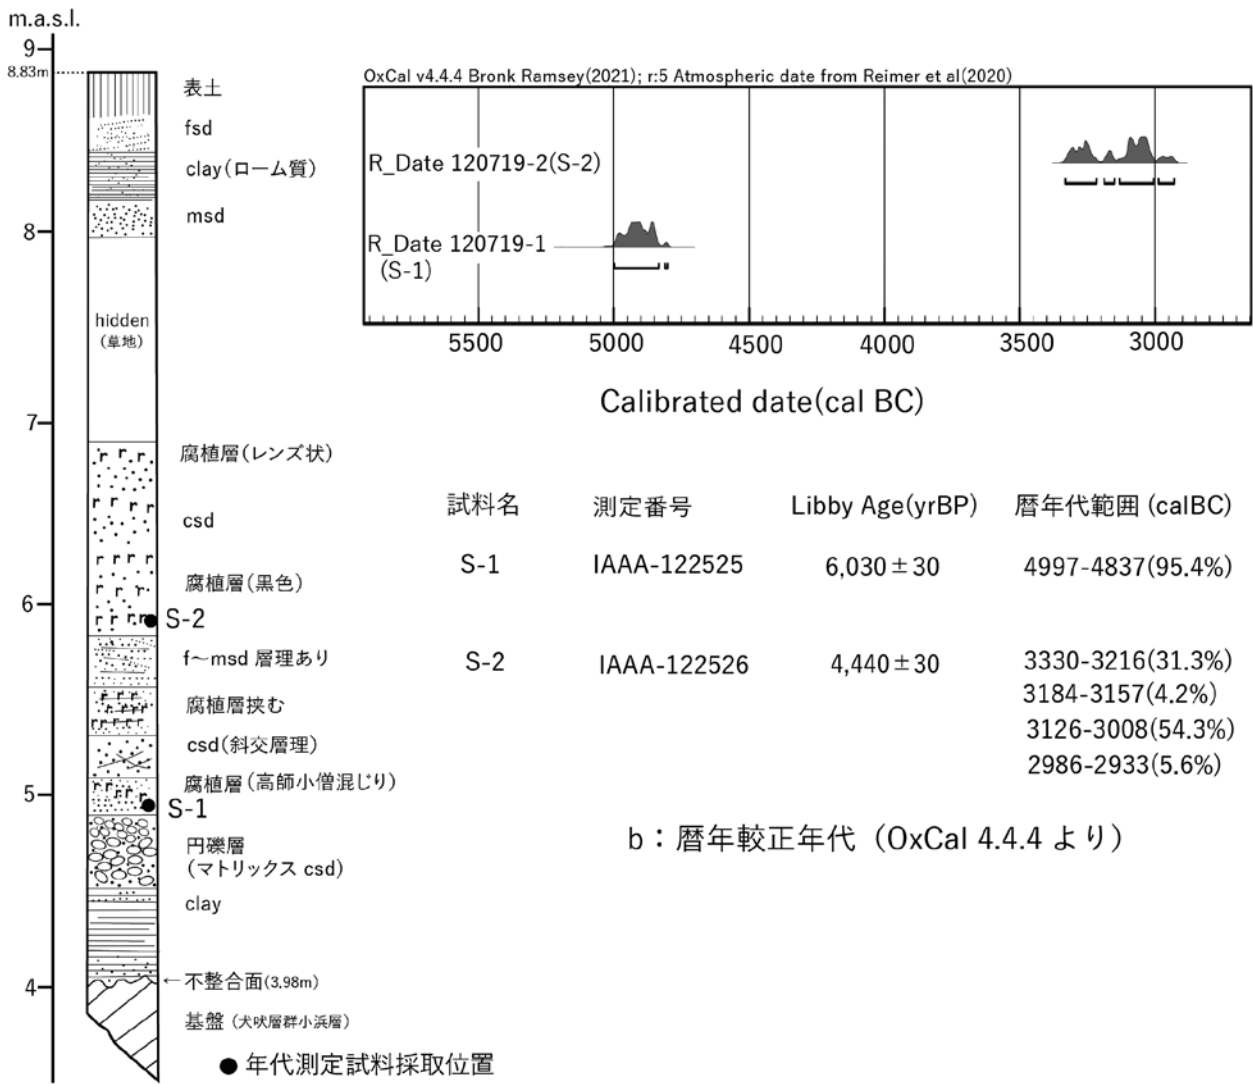 m.a.s.l.
9
8.83m
表土
fsd
clay(ローム質)
msd
8
hidden
(草地)
7
腐植層(レンズ状)
csd
腐植層(黒色)
6
S-2
f～msd 層理あり
腐植層挟む
csd(斜交層理)
腐植層(高師小僧混じり)
5
S-1
円礫層
(マトリックス csd)
clay
4
←不整合面(3,98m)
基盤(犬吠層群小浜層)
●年代測定試料採取位置
OxCal v4.4.4 Bronk Ramsey(2021); r:5 Atmospheric date from Reimer et al(2020)
R_Date 120719-2(S-2)
R_Date 120719-1
(S-1)
5500 5000 4500 4000 3500 3000
Calibrated date(cal BC)
試料名 測定番号 Libby Age(yrBP) 暦年代範囲 (calBC)
S-1 IAAA-122525 6,030±30 4997-4837(95.4%)
S-2 IAAA-122526 4,440±30 3330-3216(31.3%)
3184-3157(4.2%)
3126-3008(54.3%)
2986-2933(5.6%)
b：暦年較正年代（OxCal 4.4.4 より）